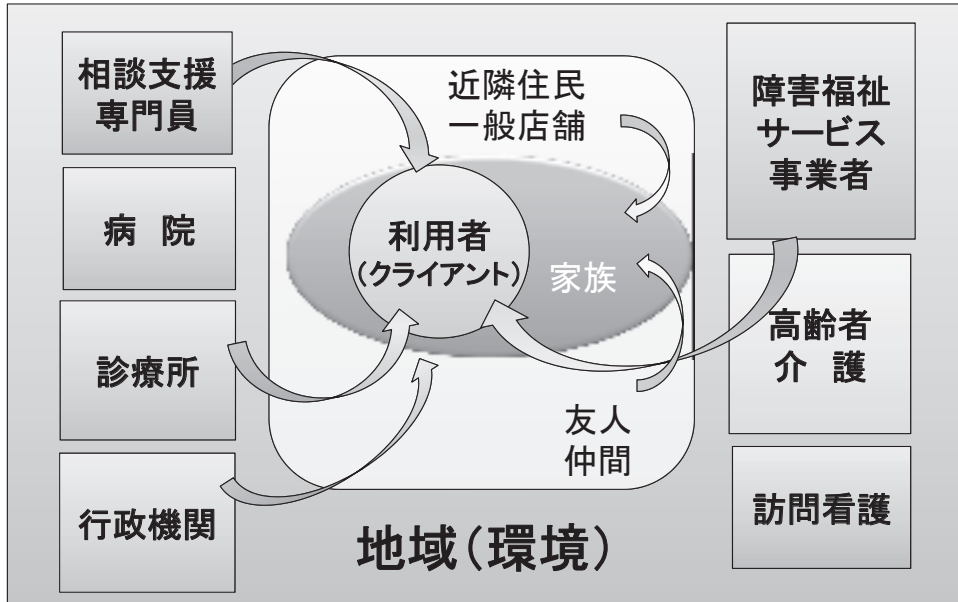 相談支援
専門員
病　院
診療所
行政機関
近隣住民
一般店舗
利用者
(クライアント)
家族
友人
仲間
地域(環境)
障害福祉
サービス
事業者
高齢者
介　護
訪問看護